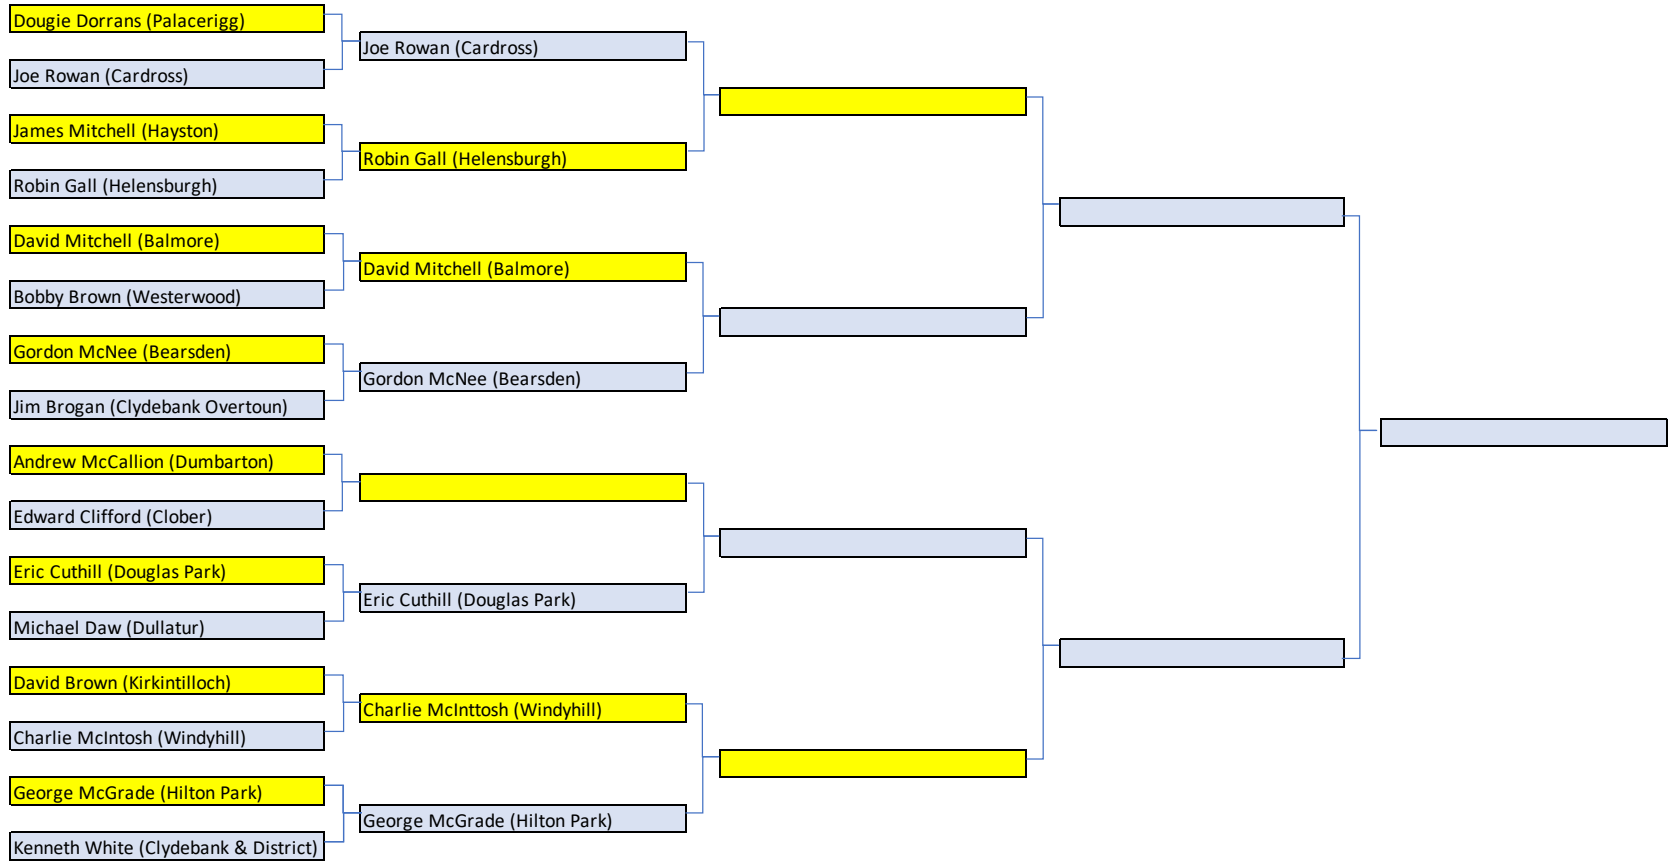 Dougie Dorrans (Palacerigg)
Joe Rowan (Cardross)
Joe Rowan (Cardross)
James Mitchell (Hayston)
Robin Gall (Helensburgh)
Robin Gall (Helensburgh)
David Mitchell (Balmore)
David Mitchell (Balmore)
Bobby Brown (Westerwood)
Gordon McNee (Bearsden)
Gordon McNee (Bearsden)
Jim Brogan (Clydebank Overtoun)
Andrew McCallion (Dumbarton)
Edward Clifford (Clober)
Eric Cuthill (Douglas Park)
Eric Cuthill (Douglas Park)
Michael Daw (Dullatur)
David Brown (Kirkintilloch)
Charlie McInttosh (Windyhill)
Charlie McIntosh (Windyhill)
George McGrade (Hilton Park)
George McGrade (Hilton Park)
Kenneth White (Clydebank & District)